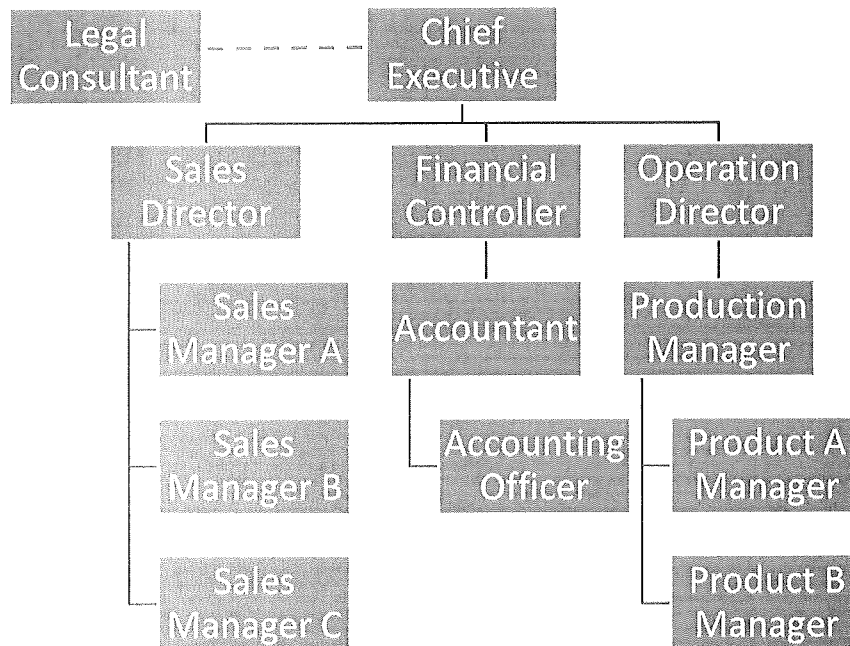 Legal
Consultant
Chief
Executive
Sales
Director
Financial
Controller
Operation
Director
Sales
Manager A
Accountant
Production
Manager
Sales
Manager B
Accounting
Officer
Product A
Manager
Sales
Manager C
Product B
Manager